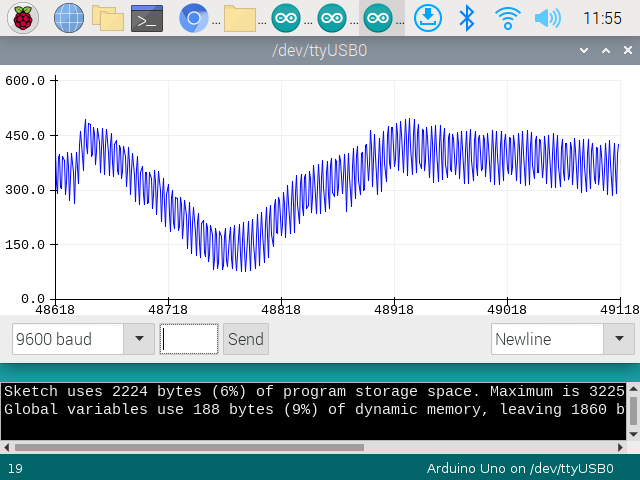 ... ... ... ... ... 11:55
/dev/ttyUSB0
600.0
450.0
300.0
150.0
0.0
48618 48718 48818 48918 49018 49118
9600 baud Send Newline
Sketch uses 2224 bytes (6%) of program storage space. Maximum is 3225
Global variables use 188 bytes (9%) of dynamic memory, leaving 1860 b
19 Arduino Uno on /dev/ttyUSB0